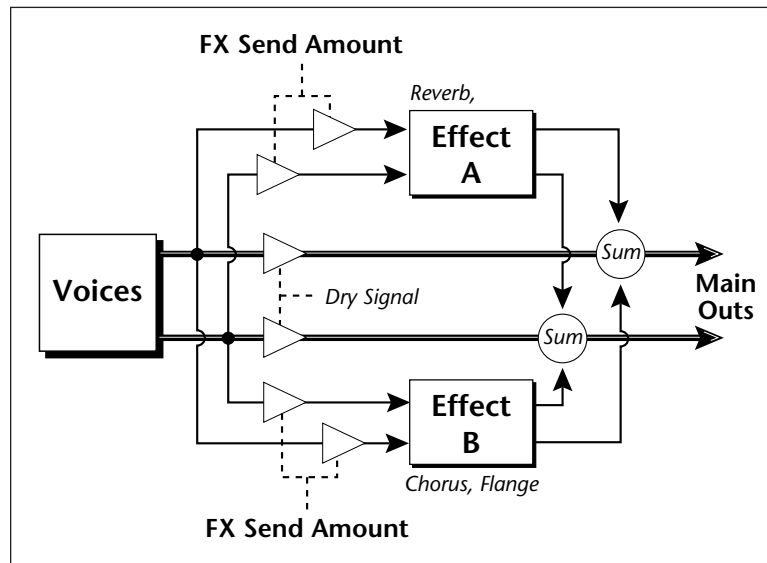 FX Send Amount
Reverb,
Effect
A
Sum
Voices
Main
Outs
Dry Signal
Sum
Effect
B
Chorus, Flange
FX Send Amount